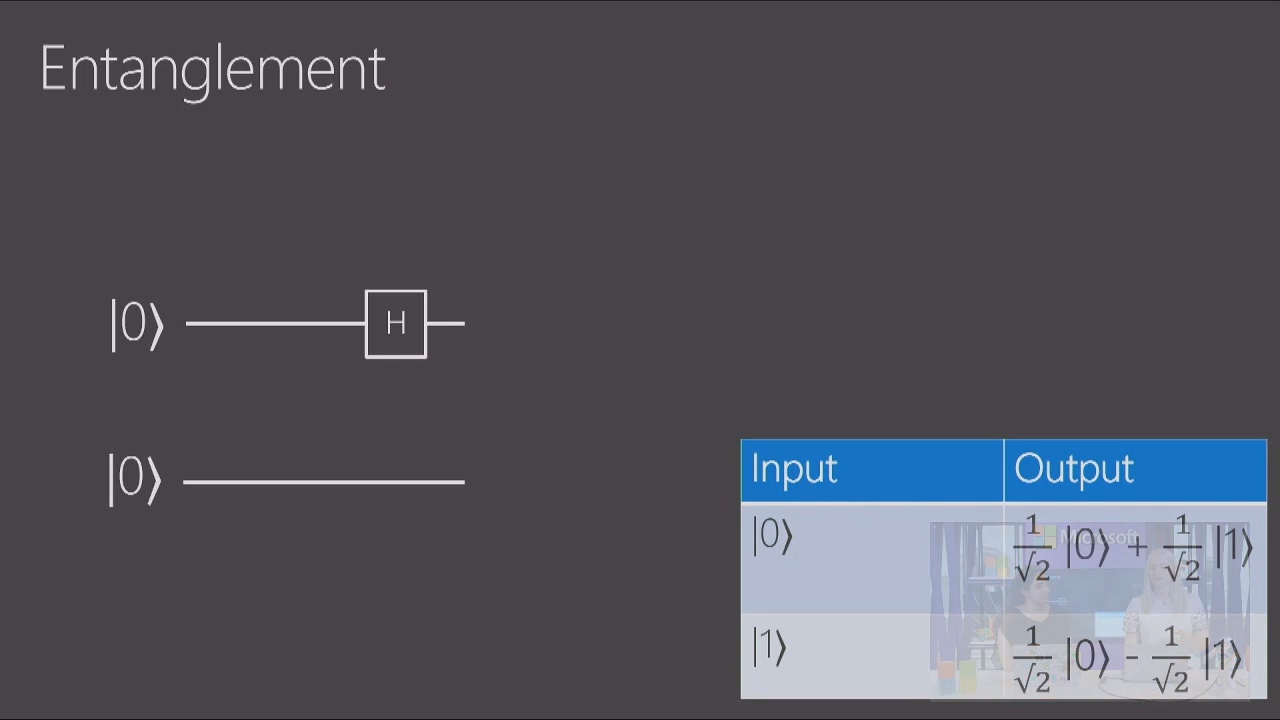 Entanglement
|0⟩ H
|0⟩
Input Output
|0⟩ 1/√2 |0⟩ + 1/√2 |1⟩
Microsoft
|1⟩ 1/√2 |0⟩ - 1/√2 |1⟩